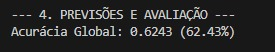 --- 4. PREVISÕES E AVALIAÇÃO ---
Acurácia Global: 0.6243 (62.43%)